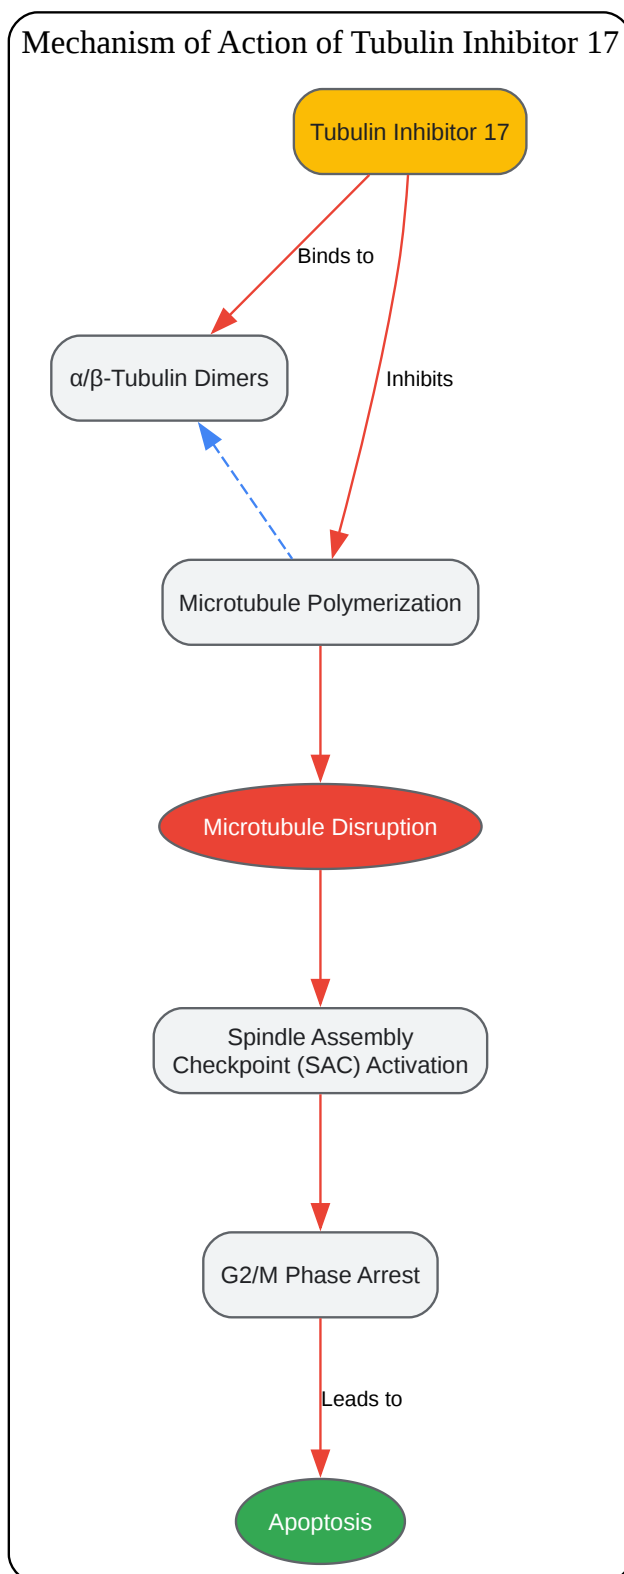 Mechanism of Action of Tubulin Inhibitor 17
Tubulin Inhibitor 17
Binds to
α/β-Tubulin Dimers
Inhibits
Microtubule Polymerization
Microtubule Disruption
Spindle Assembly
Checkpoint (SAC) Activation
G2/M Phase Arrest
Leads to
Apoptosis